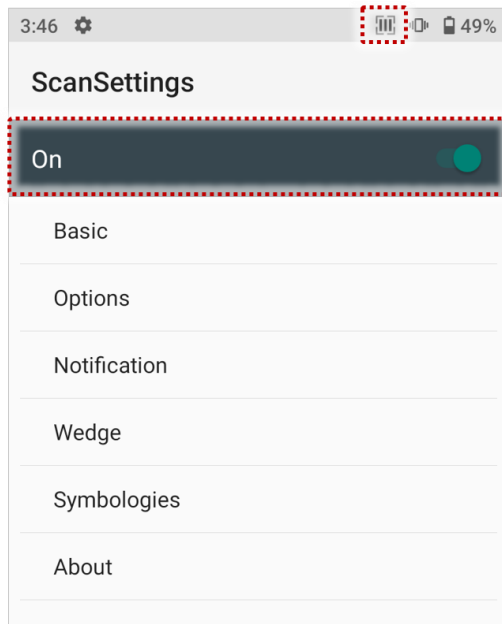 3:46 49%
ScanSettings
On
Basic
Options
Notification
Wedge
Symbologies
About